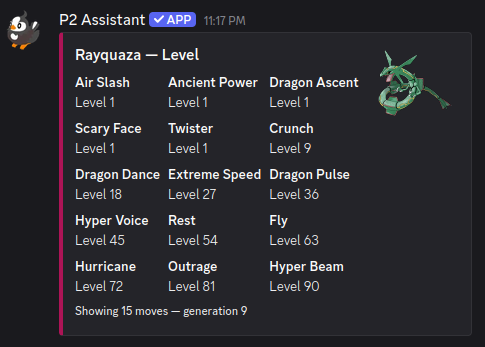 P2 Assistant ✓ APP 11:17 PM
Rayquaza — Level
Air Slash Ancient Power Dragon Ascent
Level 1 Level 1 Level 1
Scary Face Twister Crunch
Level 1 Level 1 Level 9
Dragon Dance Extreme Speed Dragon Pulse
Level 18 Level 27 Level 36
Hyper Voice Rest Fly
Level 45 Level 54 Level 63
Hurricane Outrage Hyper Beam
Level 72 Level 81 Level 90
Showing 15 moves — generation 9